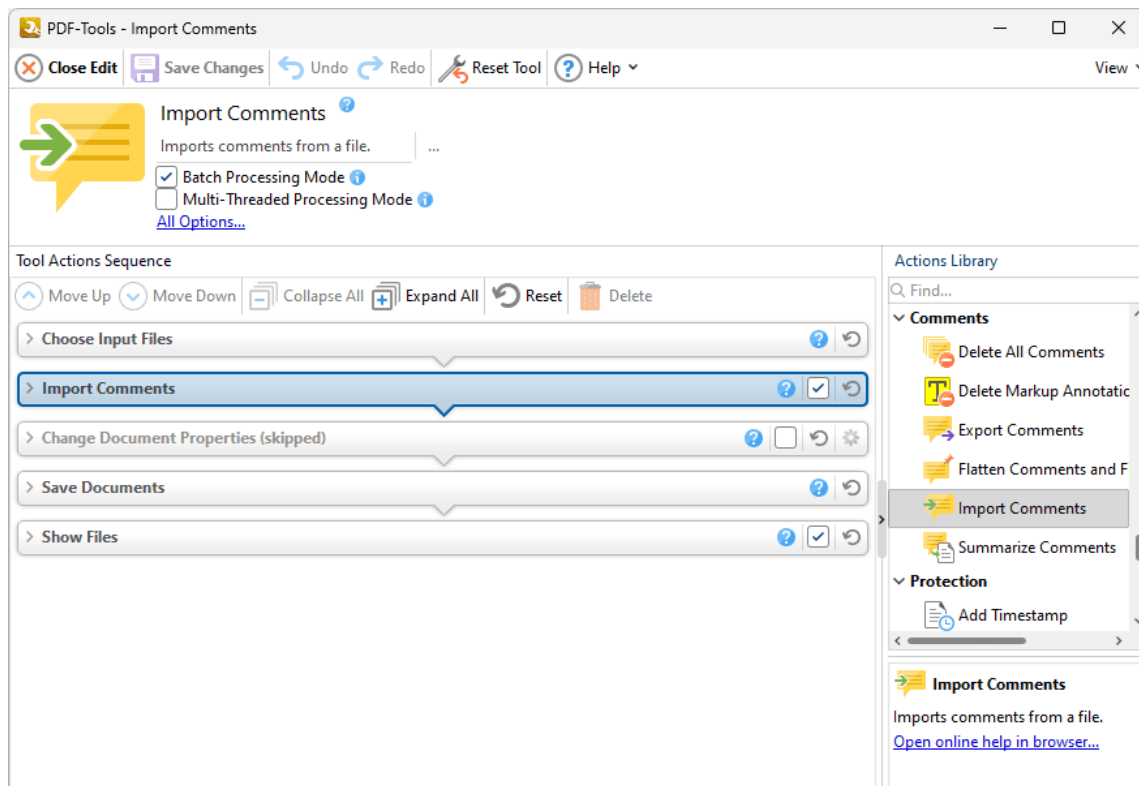 PDF-Tools - Import Comments
Close Edit Save Changes Undo Redo Reset Tool Help View
Import Comments
Imports comments from a file. ...
Batch Processing Mode
Multi-Threaded Processing Mode
All Options...
Tool Actions Sequence
Move Up Move Down Collapse All Expand All Reset Delete
Choose Input Files
Import Comments
Change Document Properties (skipped)
Save Documents
Show Files
Actions Library
Find...
Comments
Delete All Comments
Delete Markup Annotatic
Export Comments
Flatten Comments and F
Import Comments
Summarize Comments
Protection
Add Timestamp
Import Comments
Imports comments from a file.
Open online help in browser...